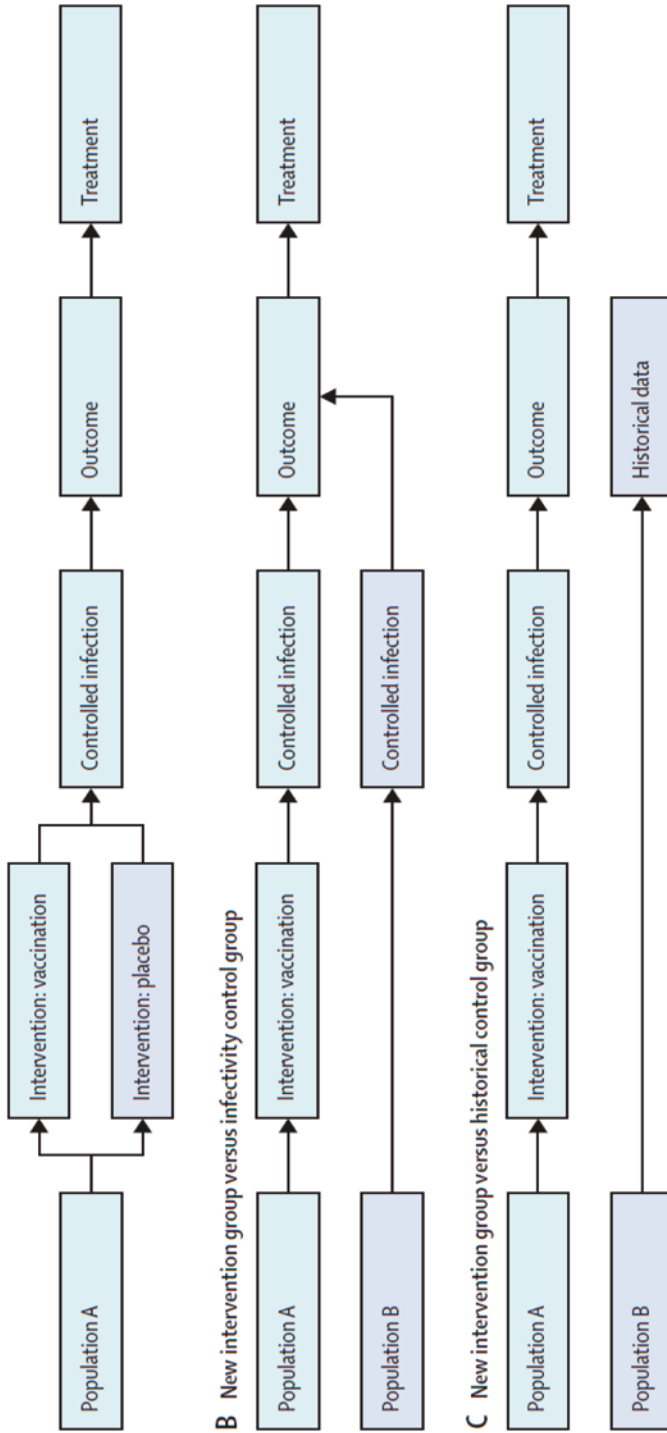 Population A
Intervention: vaccination
Intervention: placebo
Controlled infection
Outcome
Treatment
B New intervention group versus infectivity control group
Population A
Intervention: vaccination
Controlled infection
Outcome
Treatment
Population B
Controlled infection
C New intervention group versus historical control group
Population A
Intervention: vaccination
Controlled infection
Outcome
Treatment
Population B
Historical data